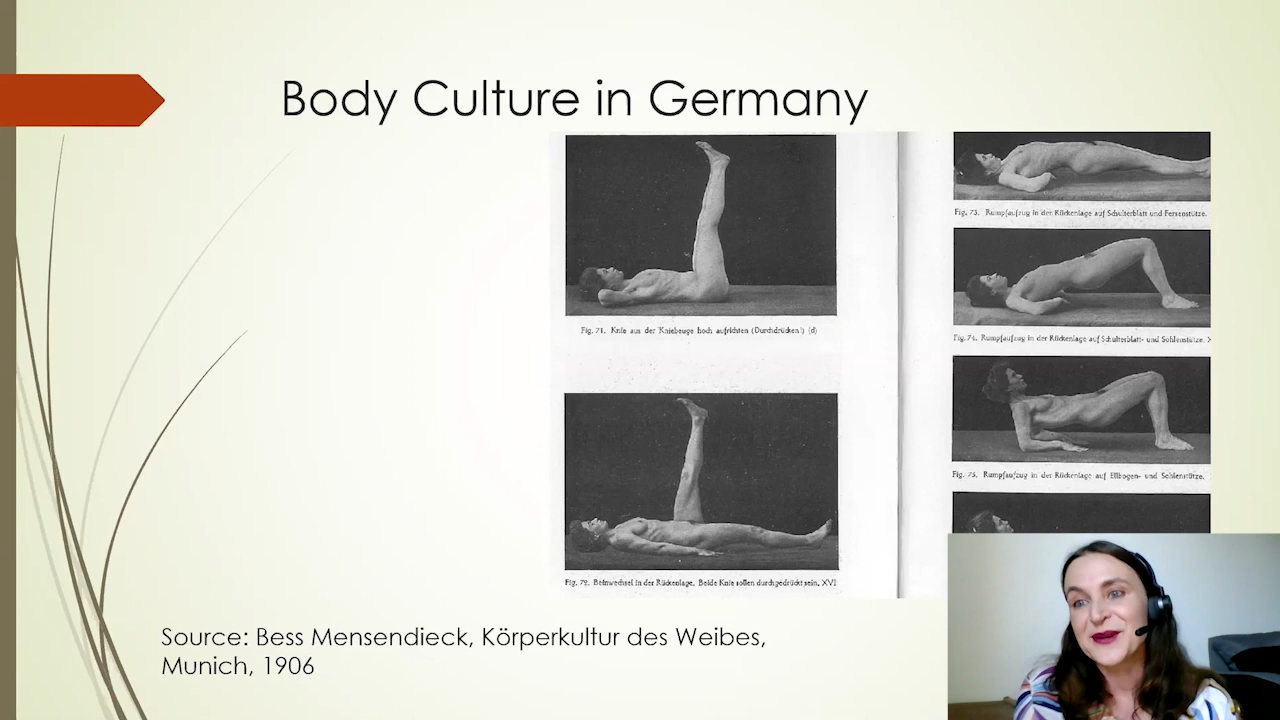 Body Culture in Germany
Fig. 71. Knie aus der Kniebeuge hoch aufrichten (Durchdrücken!) (d)
Fig. 72. Beinwechsel in der Rückenlage. Beide Knie sollen durchgedrückt sein. XVI
Fig. 73. Rumpfaufzug in der Rückenlage auf Schulterblatt und Fersenstütze.
Fig. 74. Rumpfaufzug in der Rückenlage auf Schulterblatt- und Sohlenstütze.
Fig. 75. Rumpfaufzug in der Rückenlage auf Ellbogen- und Sohlenstütze.
Source: Bess Mensendieck, Körperkultur des Weibes,
Munich, 1906